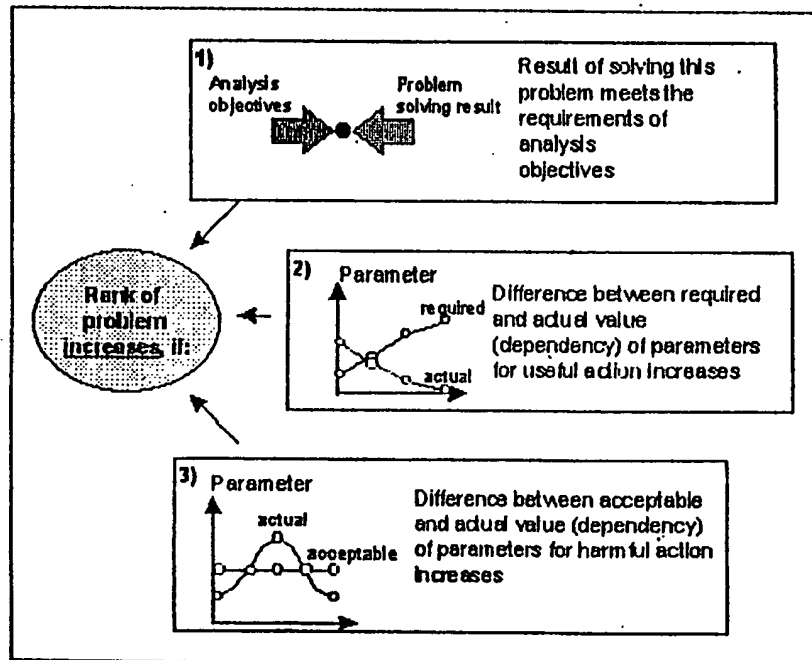 1)
Analysis
objectives
Problem
solving result
Result of solving this
problem meets the
requirements of
analysis
objectives
Rank of
problem
increases, if:
2) Parameter
required
actual
Difference between required
and actual value
(dependency) of parameters
for useful action increases
3) Parameter
actual
acceptable
Difference between acceptable
and actual value (dependency)
of parameters for harmful action
increases